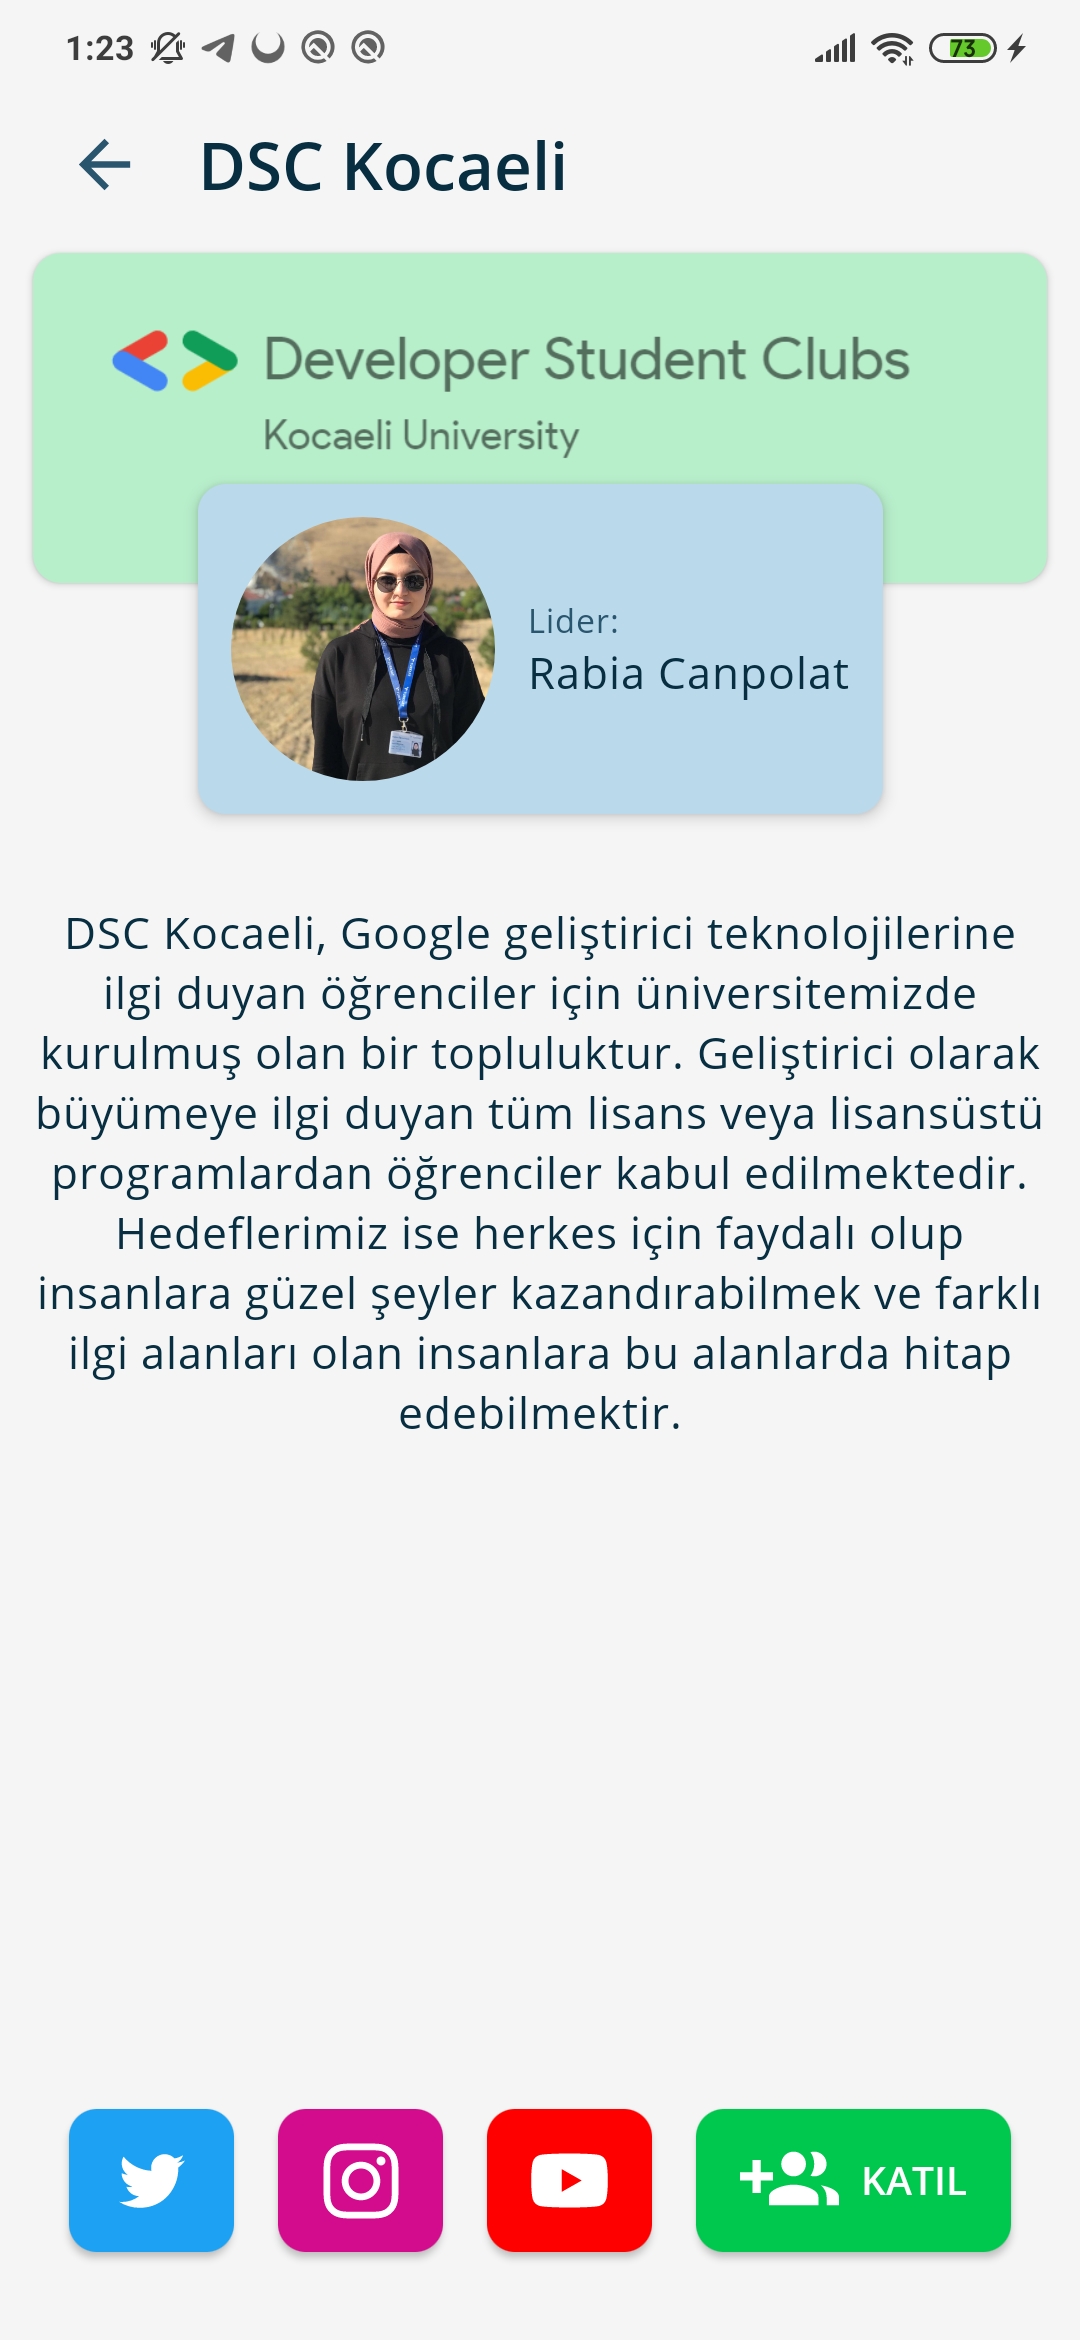 1:23
73
DSC Kocaeli
Developer Student Clubs
Kocaeli University
Lider:
Rabia Canpolat
DSC Kocaeli, Google geliştirici teknolojilerine
ilgi duyan öğrenciler için üniversitemizde
kurulmuş olan bir topluluktur. Geliştirici olarak
büyümeye ilgi duyan tüm lisans veya lisansüstü
programlardan öğrenciler kabul edilmektedir.
Hedeflerimiz ise herkes için faydalı olup
insanlara güzel şeyler kazandırabilmek ve farklı
ilgi alanları olan insanlara bu alanlarda hitap
edebilmektir.
KATIL